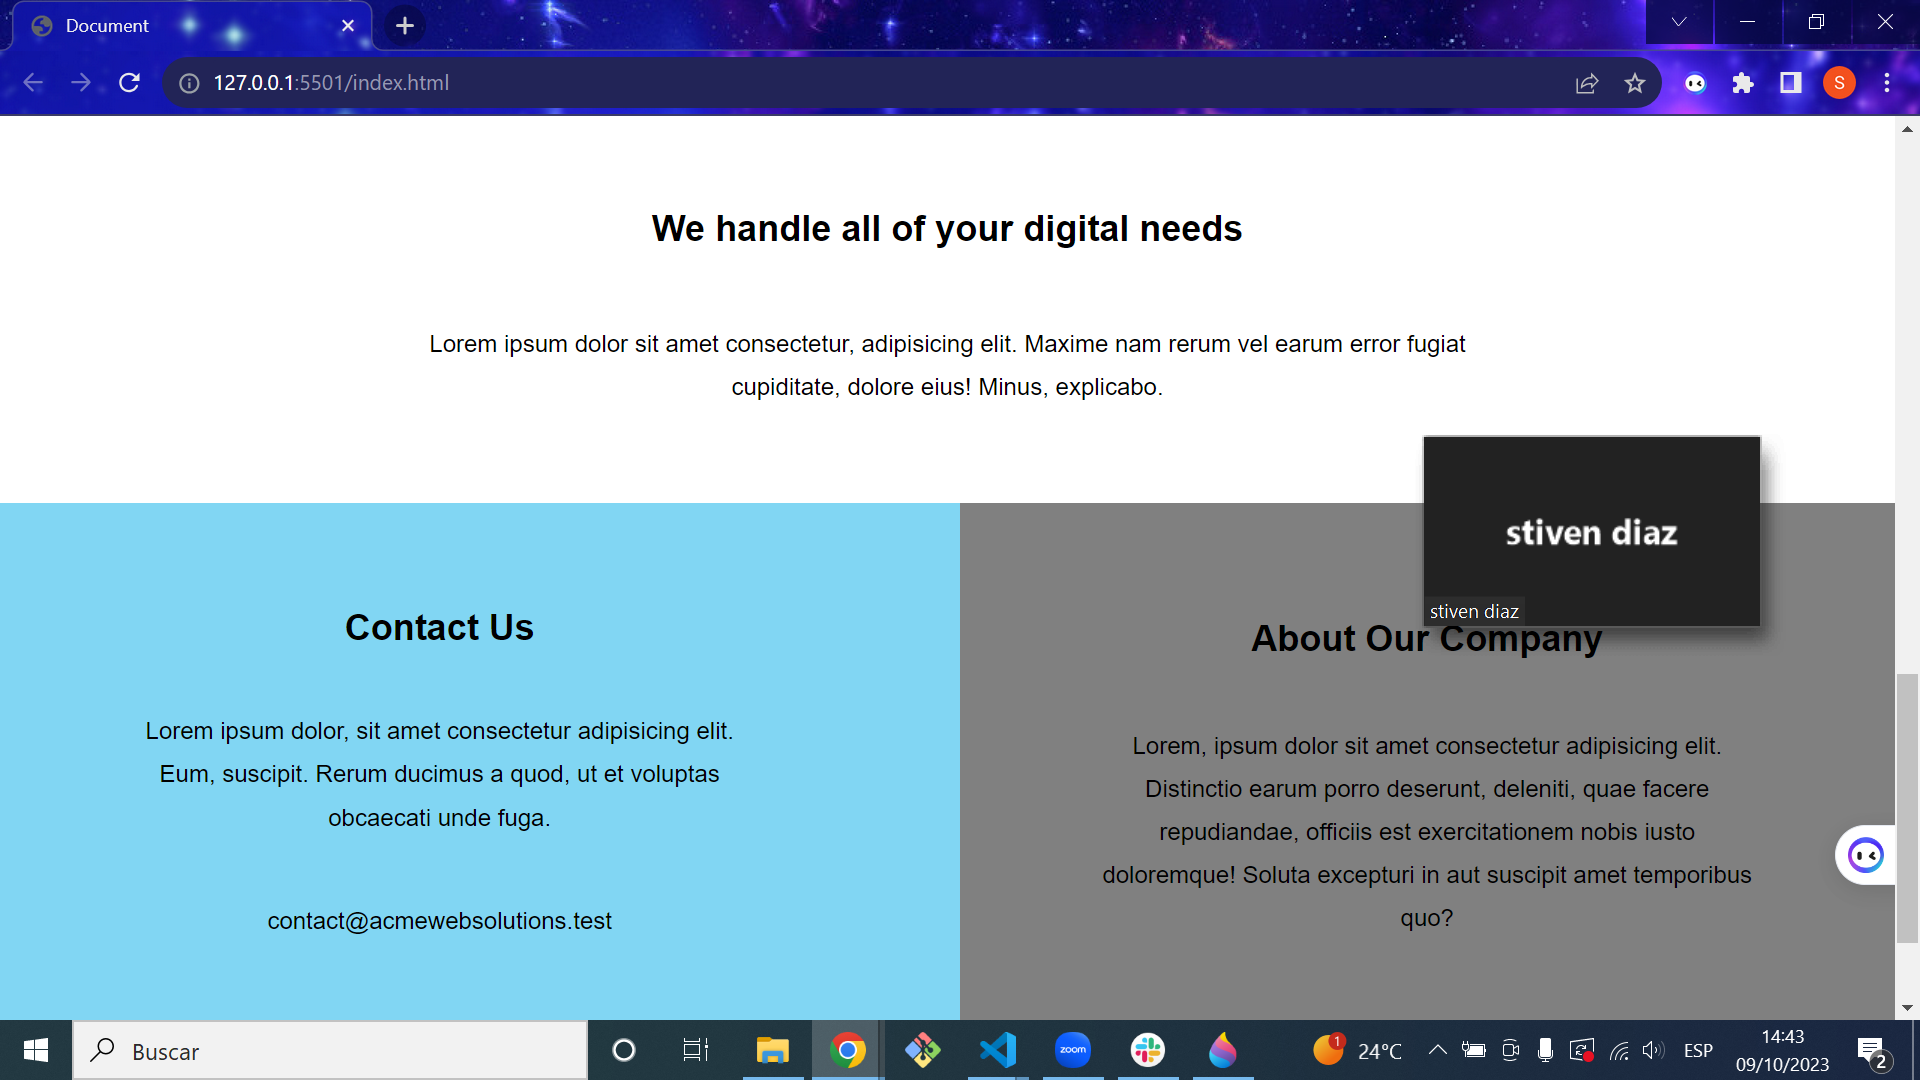 Document
127.0.0.1:5501/index.html
S
We handle all of your digital needs
Lorem ipsum dolor sit amet consectetur, adipisicing elit. Maxime nam rerum vel earum error fugiat
cupiditate, dolore eius! Minus, explicabo.
stiven diaz
stiven diaz
Contact Us
Lorem ipsum dolor, sit amet consectetur adipisicing elit.
Eum, suscipit. Rerum ducimus a quod, ut et voluptas
obcaecati unde fuga.
contact@acmewebsolutions.test
About Our Company
Lorem, ipsum dolor sit amet consectetur adipisicing elit.
Distinctio earum porro deserunt, deleniti, quae facere
repudiandae, officiis est exercitationem nobis iusto
doloremque! Soluta excepturi in aut suscipit amet temporibus
quo?
Buscar
zoom
1
24°C
ESP
14:43
09/10/2023
2